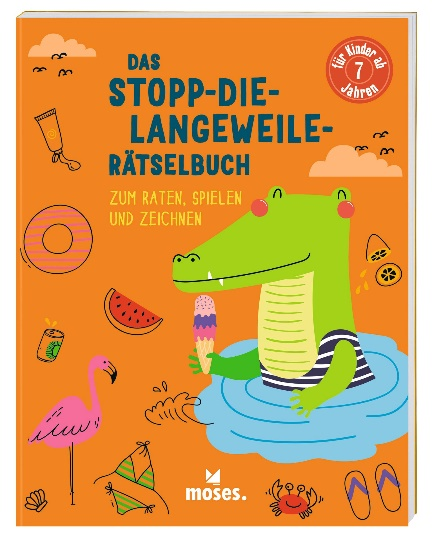 DAS
STOPP-DIE-
LANGEWEILE-
RÄTSELBUCH
ZUM RATEN, SPIELEN
UND ZEICHNEN
für Kinder ab
7
Jahren
moses.